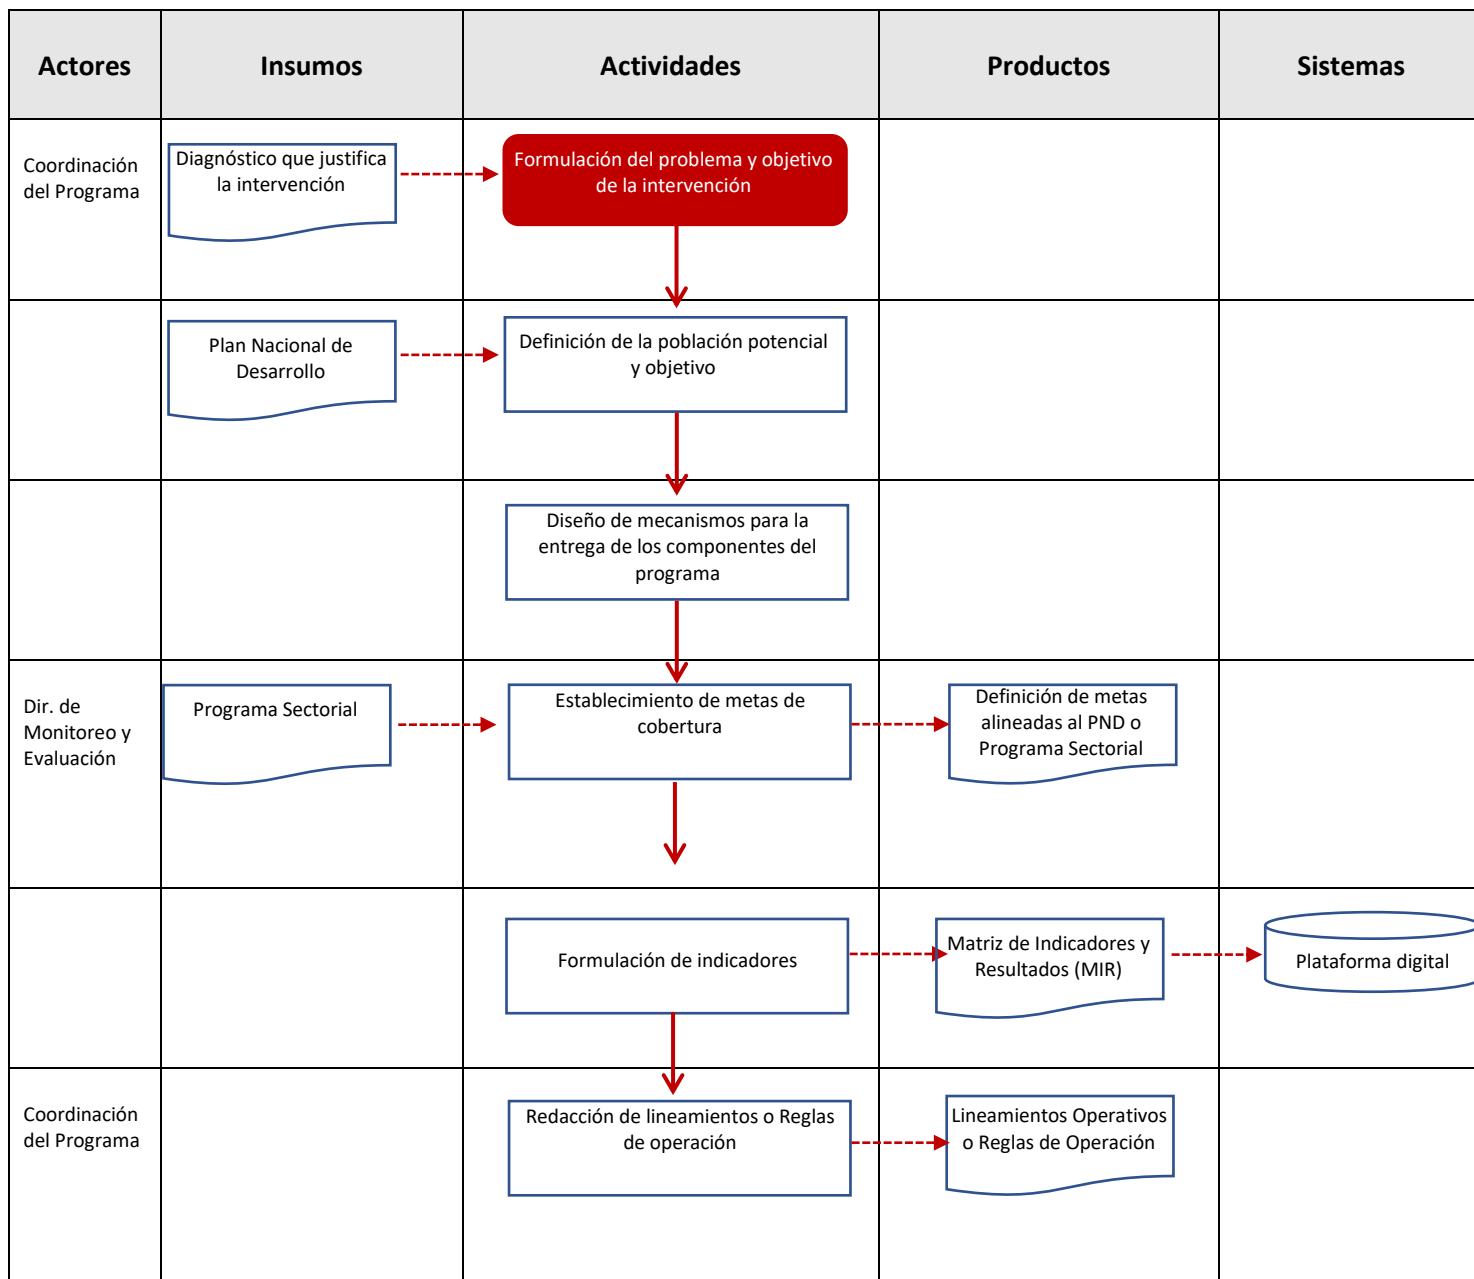 Actores
Insumos
Actividades
Productos
Sistemas
Coordinación
del Programa
Diagnóstico que justifica
la intervención
Formulación del problema y objetivo
de la intervención
Plan Nacional de
Desarrollo
Definición de la población potencial
y objetivo
Diseño de mecanismos para la
entrega de los componentes del
programa
Dir. de
Monitoreo y
Evaluación
Programa Sectorial
Establecimiento de metas de
cobertura
Definición de metas
alineadas al PND o
Programa Sectorial
Formulación de indicadores
Matriz de Indicadores y
Resultados (MIR)
Plataforma digital
Coordinación
del Programa
Redacción de lineamientos o Reglas
de operación
Lineamientos Operativos
o Reglas de Operación